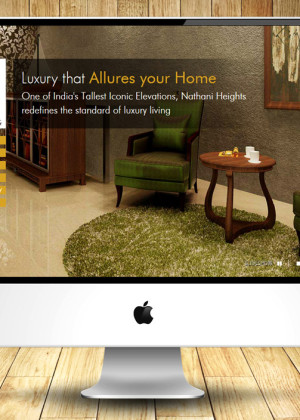 Luxury that Allures your Home
One of India's Tallest Iconic Elevations, Nathani Heights
redefines the standard of luxury living